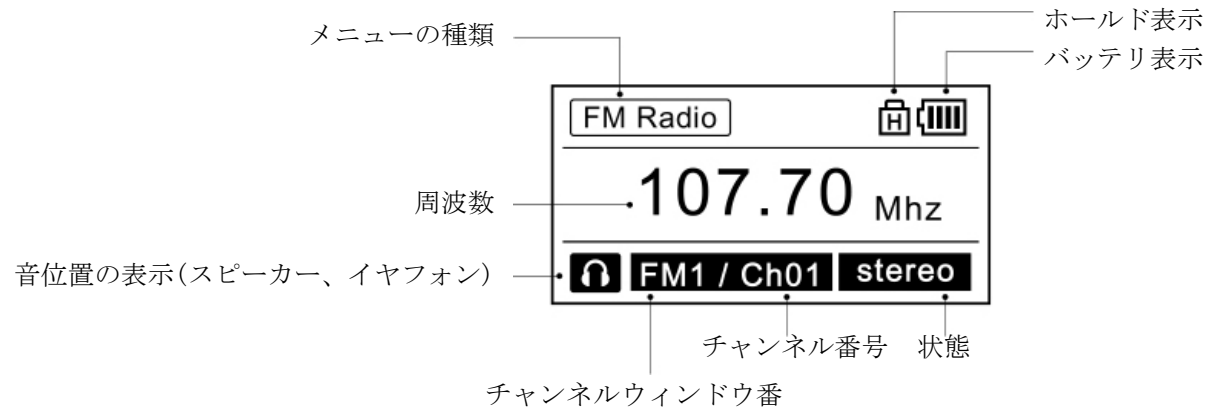 ホールド表示
メニューの種類
バッテリ表示
FM Radio
H
周波数
107.70 Mhz
音位置の表示(スピーカー、イヤフォン)
FM1 / Ch01
stereo
チャンネル番号
状態
チャンネルウィンドウ番